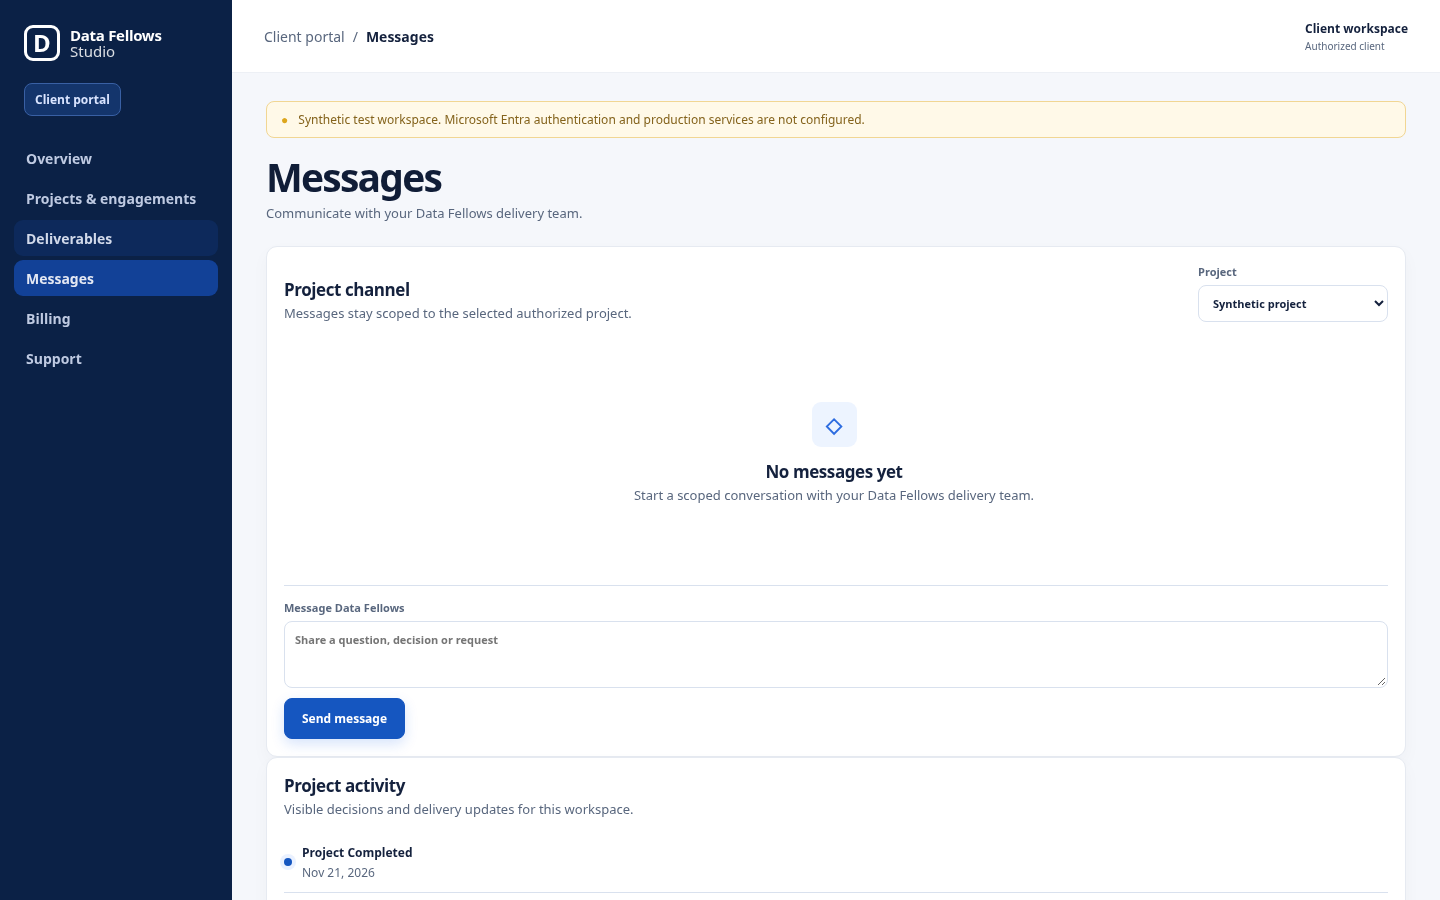 D
Data Fellows
Studio
Client portal
Overview
Projects & engagements
Deliverables
Messages
Billing
Support
Client portal / Messages
Client workspace
Authorized client
Synthetic test workspace. Microsoft Entra authentication and production services are not configured.
Messages
Communicate with your Data Fellows delivery team.
Project channel
Messages stay scoped to the selected authorized project.
Project
Synthetic project
No messages yet
Start a scoped conversation with your Data Fellows delivery team.
Message Data Fellows
Share a question, decision or request
Send message
Project activity
Visible decisions and delivery updates for this workspace.
Project Completed
Nov 21, 2026